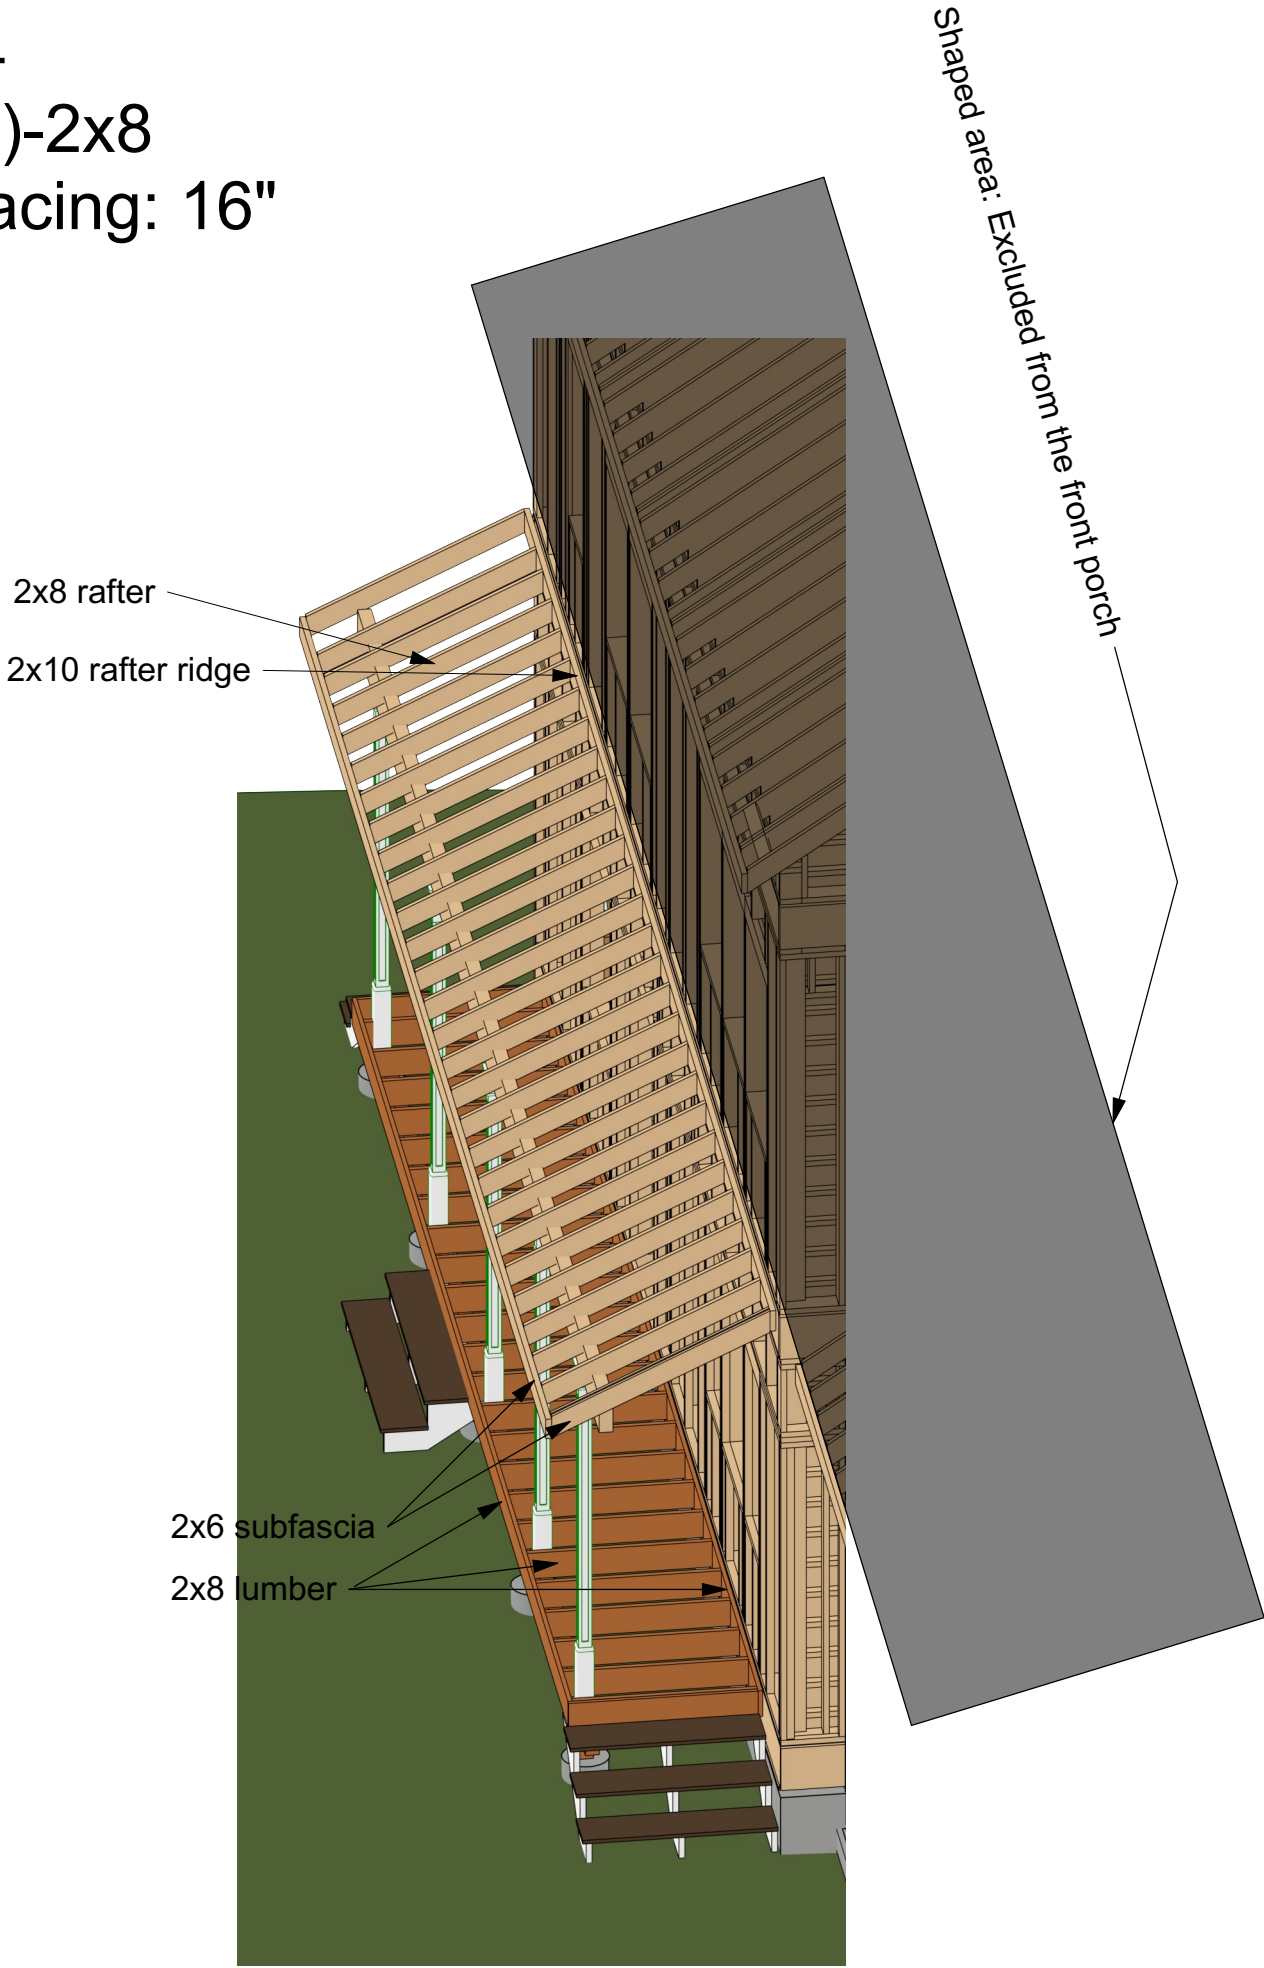 )-2x8
acing: 16"
Shaped area: Excluded from the front porch
2x8 rafter
2x10 rafter ridge
2x6 subfascia
2x8 lumber